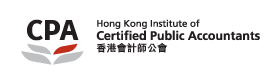 CPA
Hong Kong Institute of
Certified Public Accountants
香港會計師公會